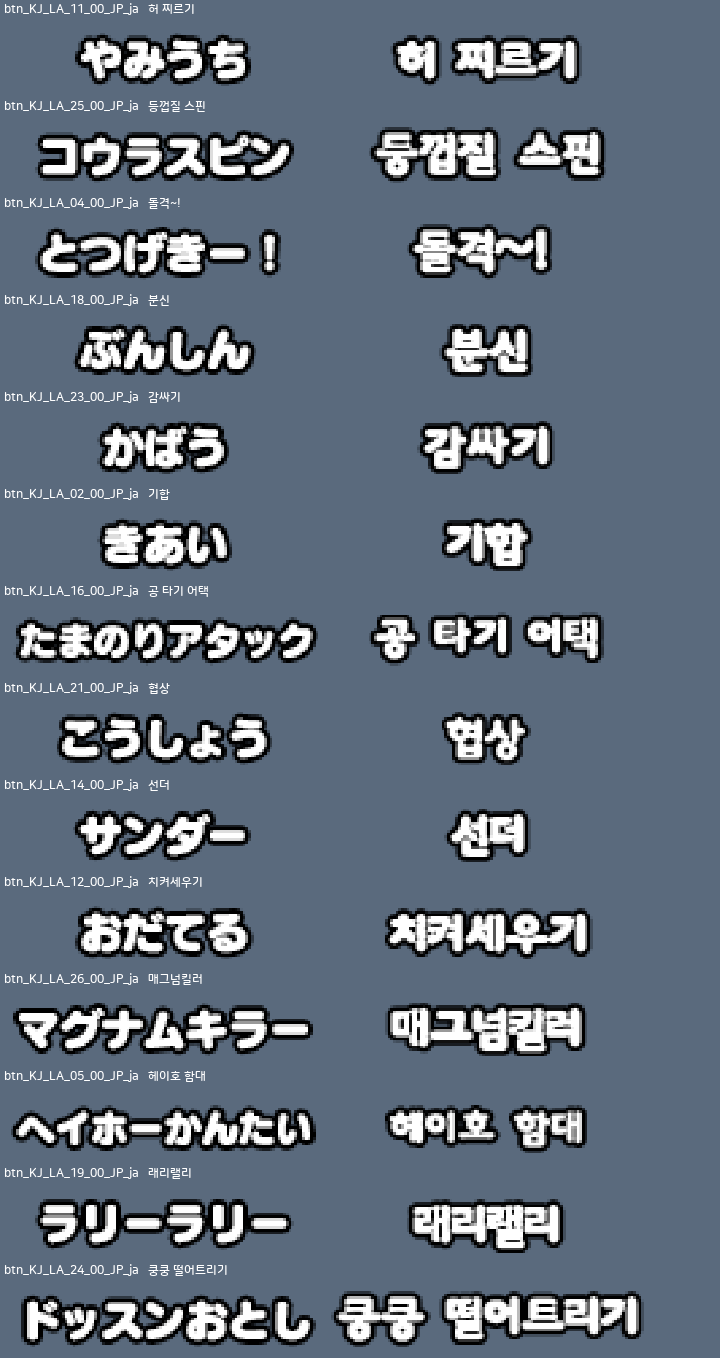 btn_KJ_LA_11_00_JP_ja 허 찌르기
やみうち 허 찌르기
btn_KJ_LA_25_00_JP_ja 등껍질 스핀
コウラスピン 등껍질 스핀
btn_KJ_LA_04_00_JP_ja 돌격~!
とつげきー！ 돌격~!
btn_KJ_LA_18_00_JP_ja 분신
ぶんしん 분신
btn_KJ_LA_23_00_JP_ja 감싸기
かばう 감싸기
btn_KJ_LA_02_00_JP_ja 기합
きあい 기합
btn_KJ_LA_16_00_JP_ja 공 타기 어택
たまのりアタック 공 타기 어택
btn_KJ_LA_21_00_JP_ja 협상
こうしょう 협상
btn_KJ_LA_14_00_JP_ja 선더
サンダー 선더
btn_KJ_LA_12_00_JP_ja 치켜세우기
おだてる 치켜세우기
btn_KJ_LA_26_00_JP_ja 매그넘킬러
マグナムキラー 매그넘킬러
btn_KJ_LA_05_00_JP_ja 헤이호 함대
ヘイホーかんたい 헤이호 함대
btn_KJ_LA_19_00_JP_ja 래리랠리
ラリーラリー 래리랠리
btn_KJ_LA_24_00_JP_ja 쿵쿵 떨어트리기
ドッスンおとし 쿵쿵 떨어트리기